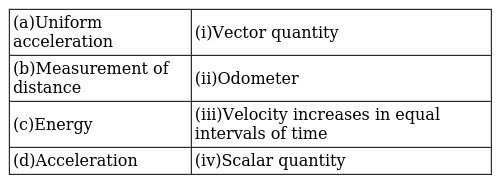 (a)Uniform
acceleration
(i)Vector quantity
(b)Measurement of
distance
(ii)Odometer
(c)Energy
(iii)Velocity increases in equal
intervals of time
(d)Acceleration
(iv)Scalar quantity